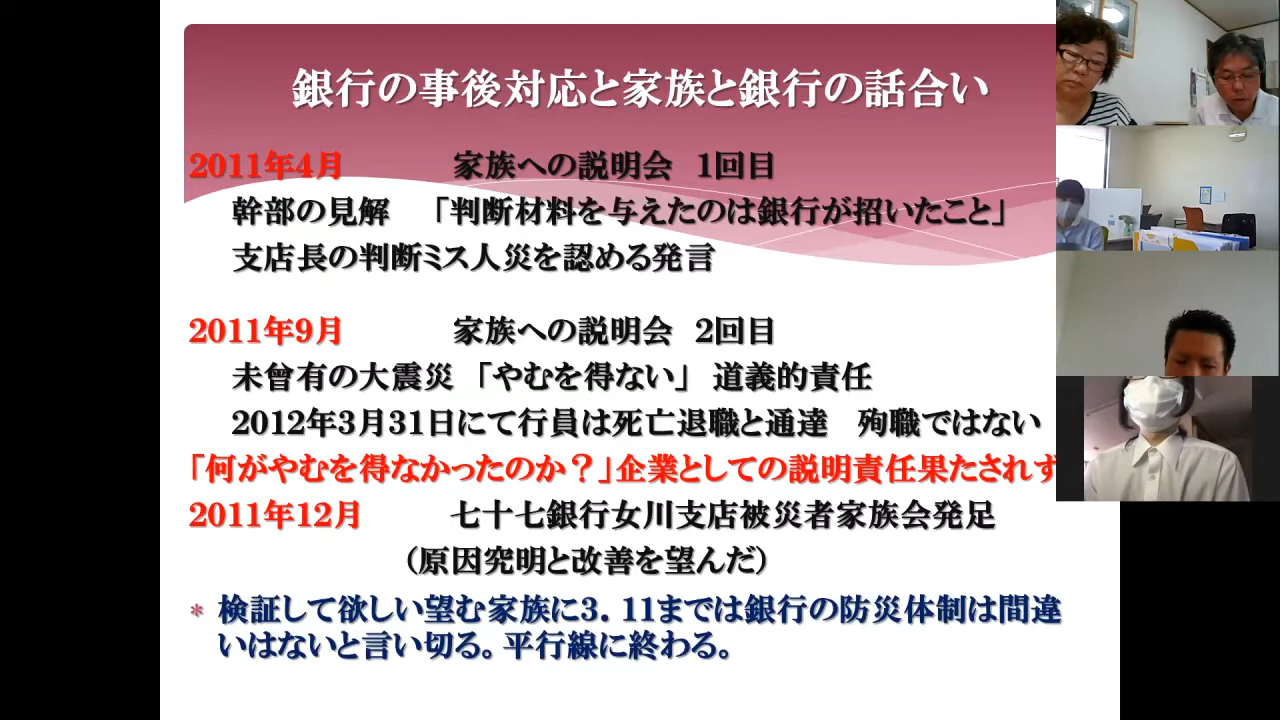 銀行の事後対応と家族と銀行の話合い
2011年4月　家族への説明会　1回目
幹部の見解　「判断材料を与えたのは銀行が招いたこと」
支店長の判断ミス人災を認める発言
2011年9月　家族への説明会　2回目
未曾有の大震災　「やむを得ない」　道義的責任
2012年3月31日にて行員は死亡退職と通達　殉職ではない
「何がやむを得なかったのか？」企業としての説明責任果たされず
2011年12月　七十七銀行女川支店被災者家族会発足
（原因究明と改善を望んだ）
* 検証して欲しい望む家族に3．11までは銀行の防災体制は間違
いはないと言い切る。平行線に終わる。